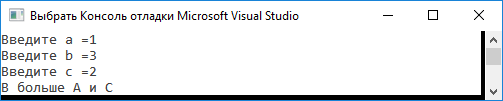 Выбрать Консоль отладки Microsoft Visual Studio
Введите a =1
Введите b =3
Введите c =2
В больше А и С